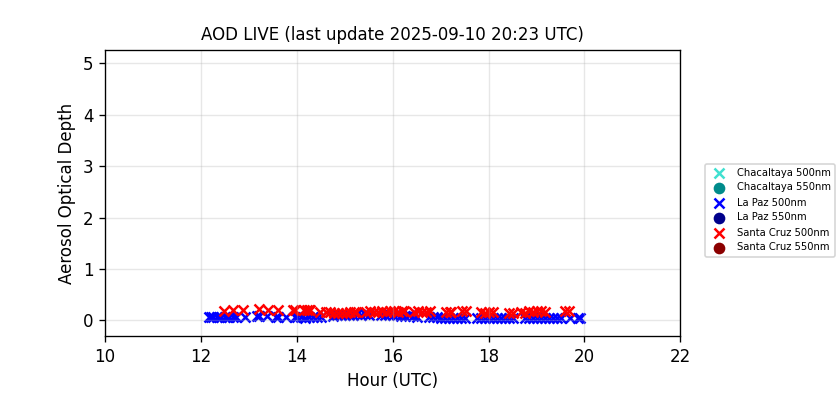 AOD LIVE (last update 2025-09-10 20:23 UTC)
Aerosol Optical Depth
5
4
3
2
1
0
10 12 14 16 18 20 22
Hour (UTC)
Chacaltaya 500nm
Chacaltaya 550nm
La Paz 500nm
La Paz 550nm
Santa Cruz 500nm
Santa Cruz 550nm